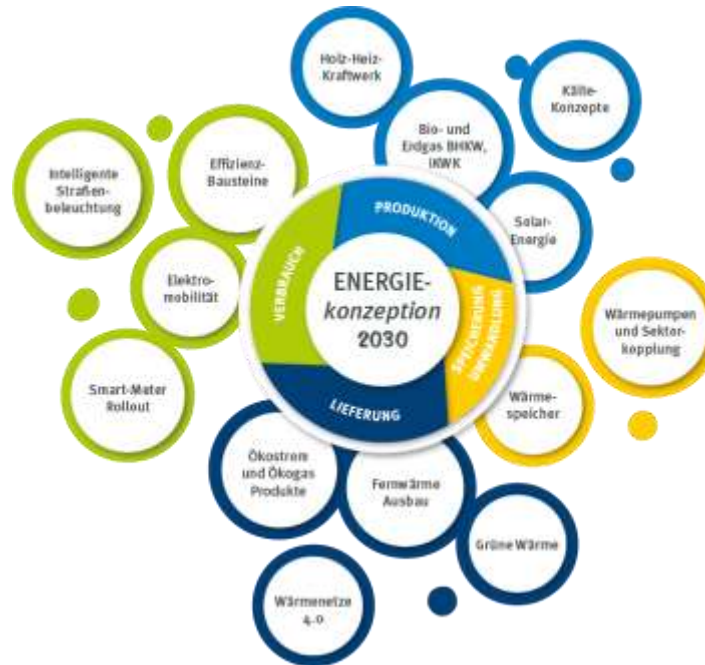 Holz-Heiz-
Kraftwerk
Kälte-
Konzepte
Bio- und
Erdgas BHKW,
iKWK
Solar-
Energie
Effizienz-
Bausteine
Intelligente
Straßen-
beleuchtung
Elektro-
mobilität
Smart-Meter
Rollout
PRODUKTION
VERBRAUCH
SPEICHERUNG
UMWANDLUNG
LIEFERUNG
ENERGIE-
konzeption
2030
Wärmepumpen
und Sektor-
kopplung
Wärme-
speicher
Ökostrom
und Ökogas
Produkte
Fernwärme
Ausbau
Grüne Wärme
Wärmenetze
4.0